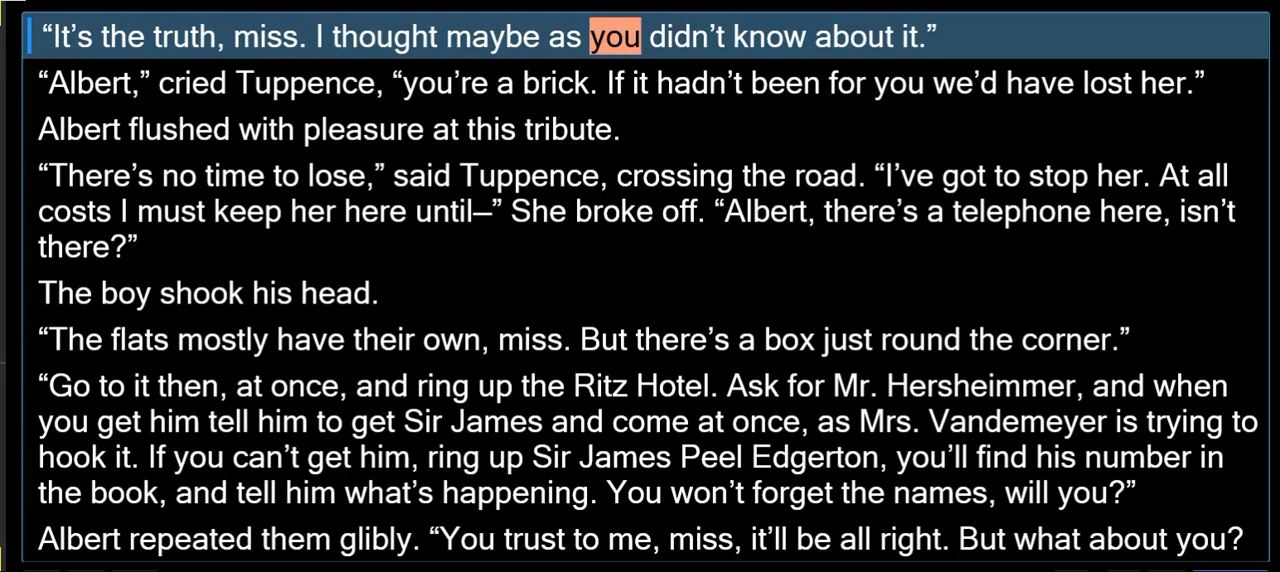 “It’s the truth, miss. I thought maybe as you didn’t know about it.”
“Albert,” cried Tuppence, “you’re a brick. If it hadn’t been for you we’d have lost her.”
Albert flushed with pleasure at this tribute.
“There’s no time to lose,” said Tuppence, crossing the road. “I’ve got to stop her. At all
costs I must keep her here until—” She broke off. “Albert, there’s a telephone here, isn’t
there?”
The boy shook his head.
“The flats mostly have their own, miss. But there’s a box just round the corner.”
“Go to it then, at once, and ring up the Ritz Hotel. Ask for Mr. Hersheimmer, and when
you get him tell him to get Sir James and come at once, as Mrs. Vandemeyer is trying to
hook it. If you can’t get him, ring up Sir James Peel Edgerton, you’ll find his number in
the book, and tell him what’s happening. You won’t forget the names, will you?”
Albert repeated them glibly. “You trust to me, miss, it’ll be all right. But what about you?